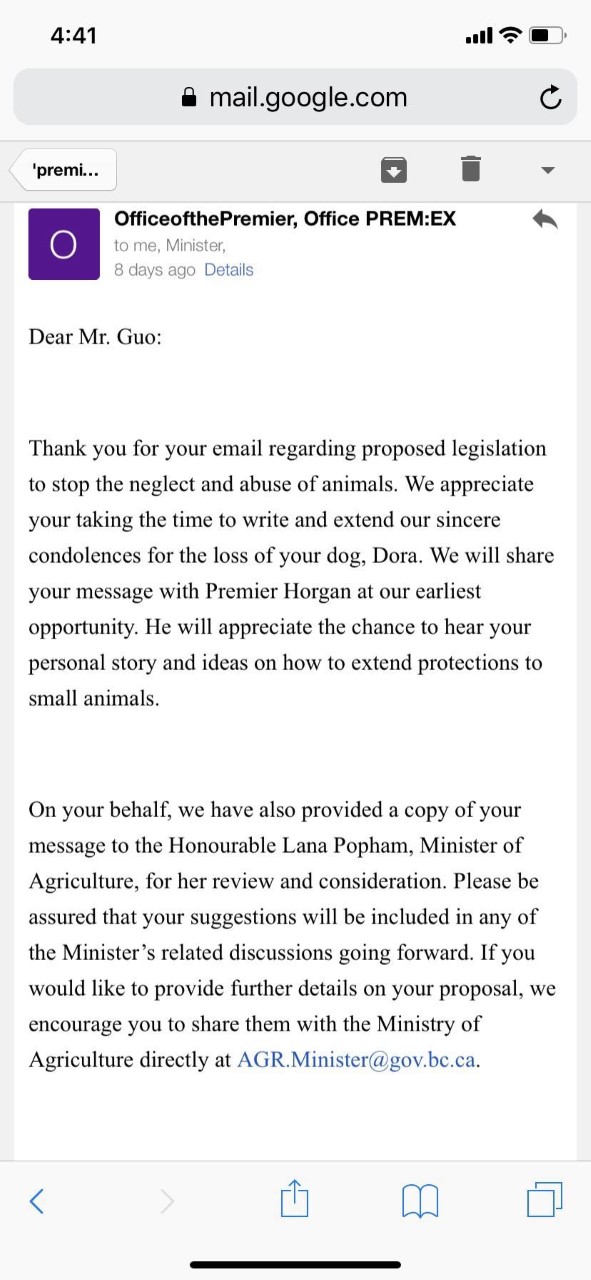 4:41
mail.google.com
'premi...
O
OfficeofthePremier, Office PREM:EX
to me, Minister,
8 days ago Details
Dear Mr. Guo:
Thank you for your email regarding proposed legislation
to stop the neglect and abuse of animals. We appreciate
your taking the time to write and extend our sincere
condolences for the loss of your dog, Dora. We will share
your message with Premier Horgan at our earliest
opportunity. He will appreciate the chance to hear your
personal story and ideas on how to extend protections to
small animals.
On your behalf, we have also provided a copy of your
message to the Honourable Lana Popham, Minister of
Agriculture, for her review and consideration. Please be
assured that your suggestions will be included in any of
the Minister’s related discussions going forward. If you
would like to provide further details on your proposal, we
encourage you to share them with the Ministry of
Agriculture directly at AGR.Minister@gov.bc.ca.